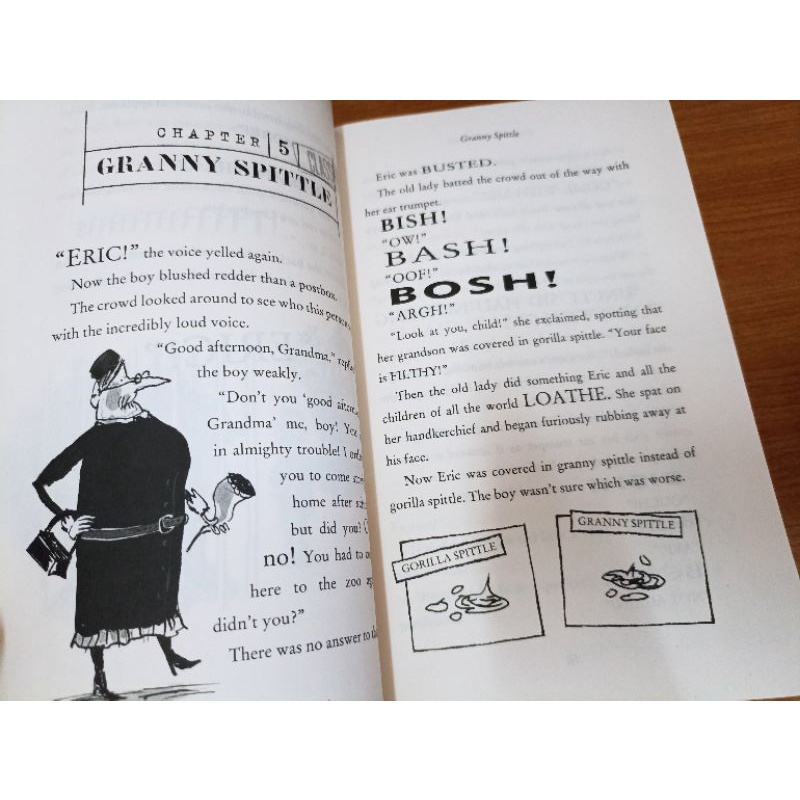 CHAPTER 5
GRANNY SPITTLE
"ERIC!" the voice yelled again.
Now the boy blushed redder than a postbox.
The crowd looked around to see who this
with the incredibly loud voice.
"Good afternoon, Grandma,"
the boy weakly.
"Don't you 'good
Grandma' me, boy!
in almighty trouble! I
you to come
home after
but did you?
no! You had to
here to the zoo
didn't you?"
There was no answer to
Granny Spittle
Eric was BUSTED.
The old lady batted the crowd out of the way with
her ear trumpet.
BISH!
"OW!"
BASH!
"OOF!"
BOSH!
"ARGH!"
"Look at you, child!" she exclaimed, spotting that
her grandson was covered in gorilla spittle. "Your face
is FILTHY!"
Then the old lady did something Eric and all the
children of all the world LOATHE. She spat on
her handkerchief and began furiously rubbing away at
his face.
Now Eric was covered in granny spittle instead of
gorilla spittle. The boy wasn't sure which was worse.
GORILLA SPITTLE
GRANNY SPITTLE